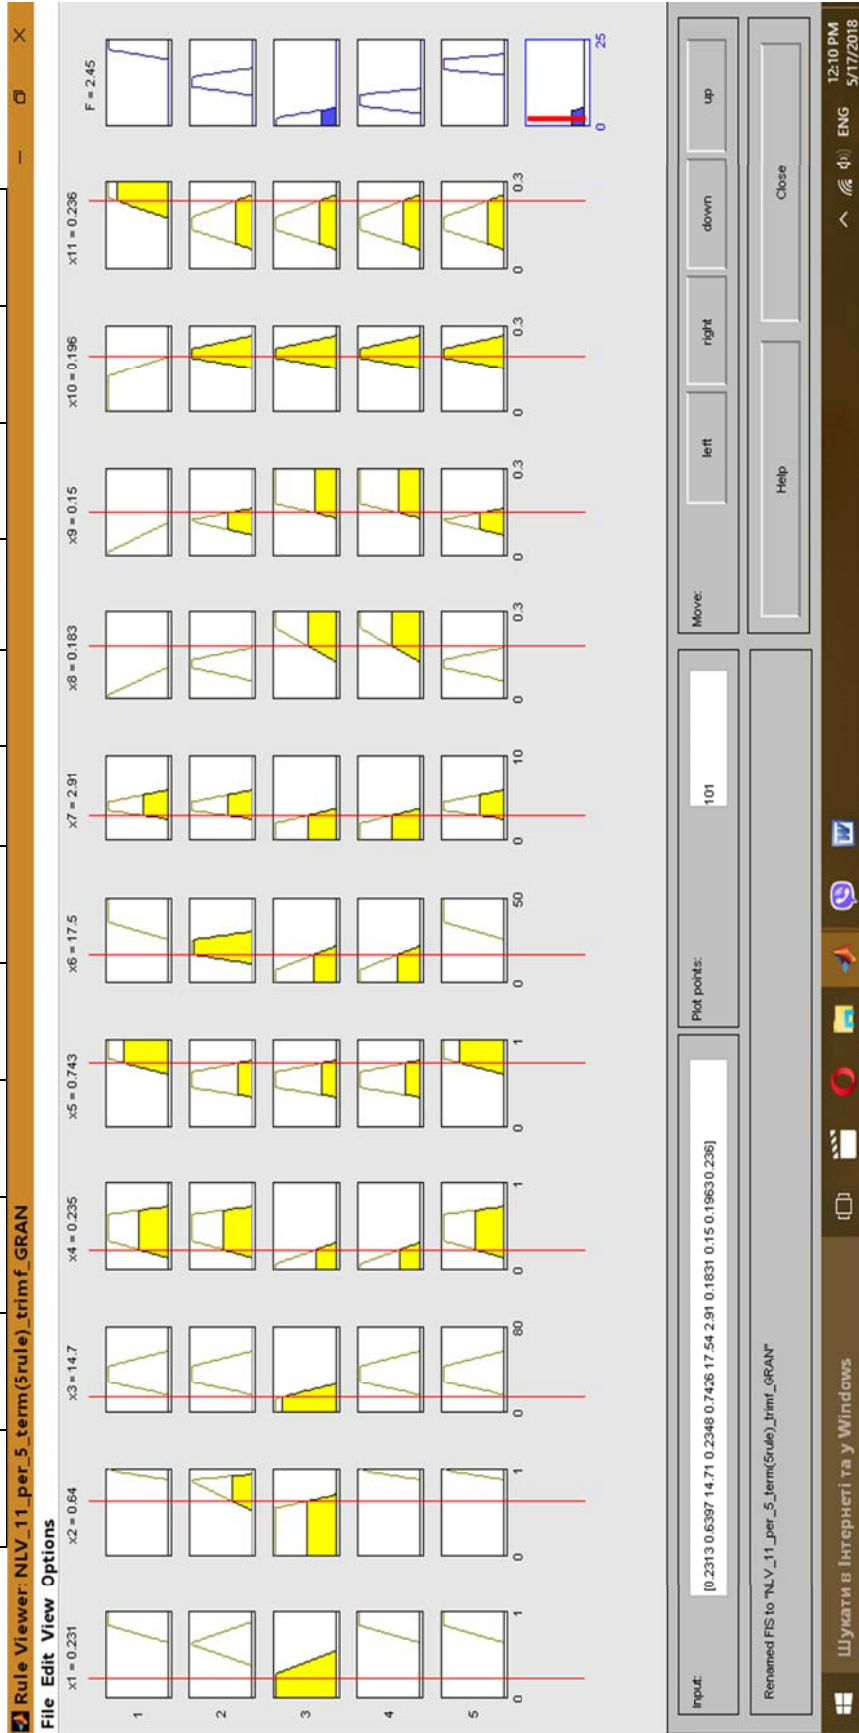 Rule Viewer: NLV_11_per_5_term(5rule)_trimf_GRAN
File Edit View Options
x1 = 0.231 x2 = 0.64 x3 = 14.7 x4 = 0.235 x5 = 0.743 x6 = 17.5 x7 = 2.91 x8 = 0.183 x9 = 0.15 x10 = 0.196 x11 = 0.236 F = 2.45
1
2
3
4
5
0 1 0 1 0 80 0 1 0 1 0 50 0 10 0 0.3 0 0.3 0 0.3 0 0.3
0 25
Input: [0.2313 0.6397 14.71 0.2348 0.7426 17.54 2.91 0.1831 0.15 0.1963 0.236] Plot points: 101 Move: left right down up
Renamed FIS to "NLV_11_per_5_term(5rule)_trimf_GRAN" Help Close
Шукати в Інтернеті та у Windows ENG 12:10 PM
5/17/2018